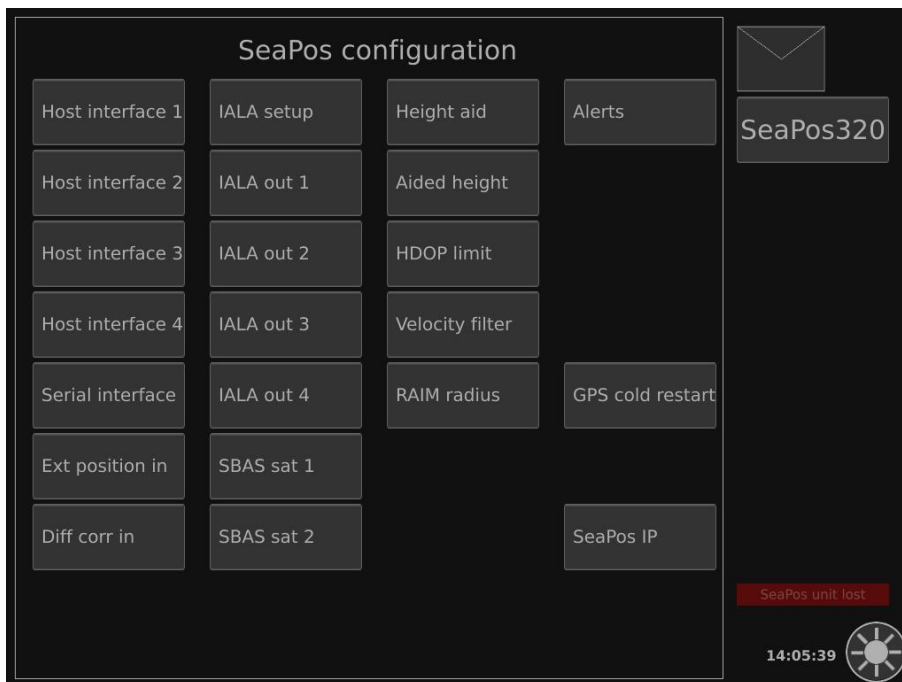 SeaPos configuration
Host interface 1
IALA setup
Height aid
Alerts
Host interface 2
IALA out 1
Aided height
Host interface 3
IALA out 2
HDOP limit
Host interface 4
IALA out 3
Velocity filter
Serial interface
IALA out 4
RAIM radius
GPS cold restart
Ext position in
SBAS sat 1
Diff corr in
SBAS sat 2
SeaPos IP
SeaPos320
SeaPos unit lost
14:05:39